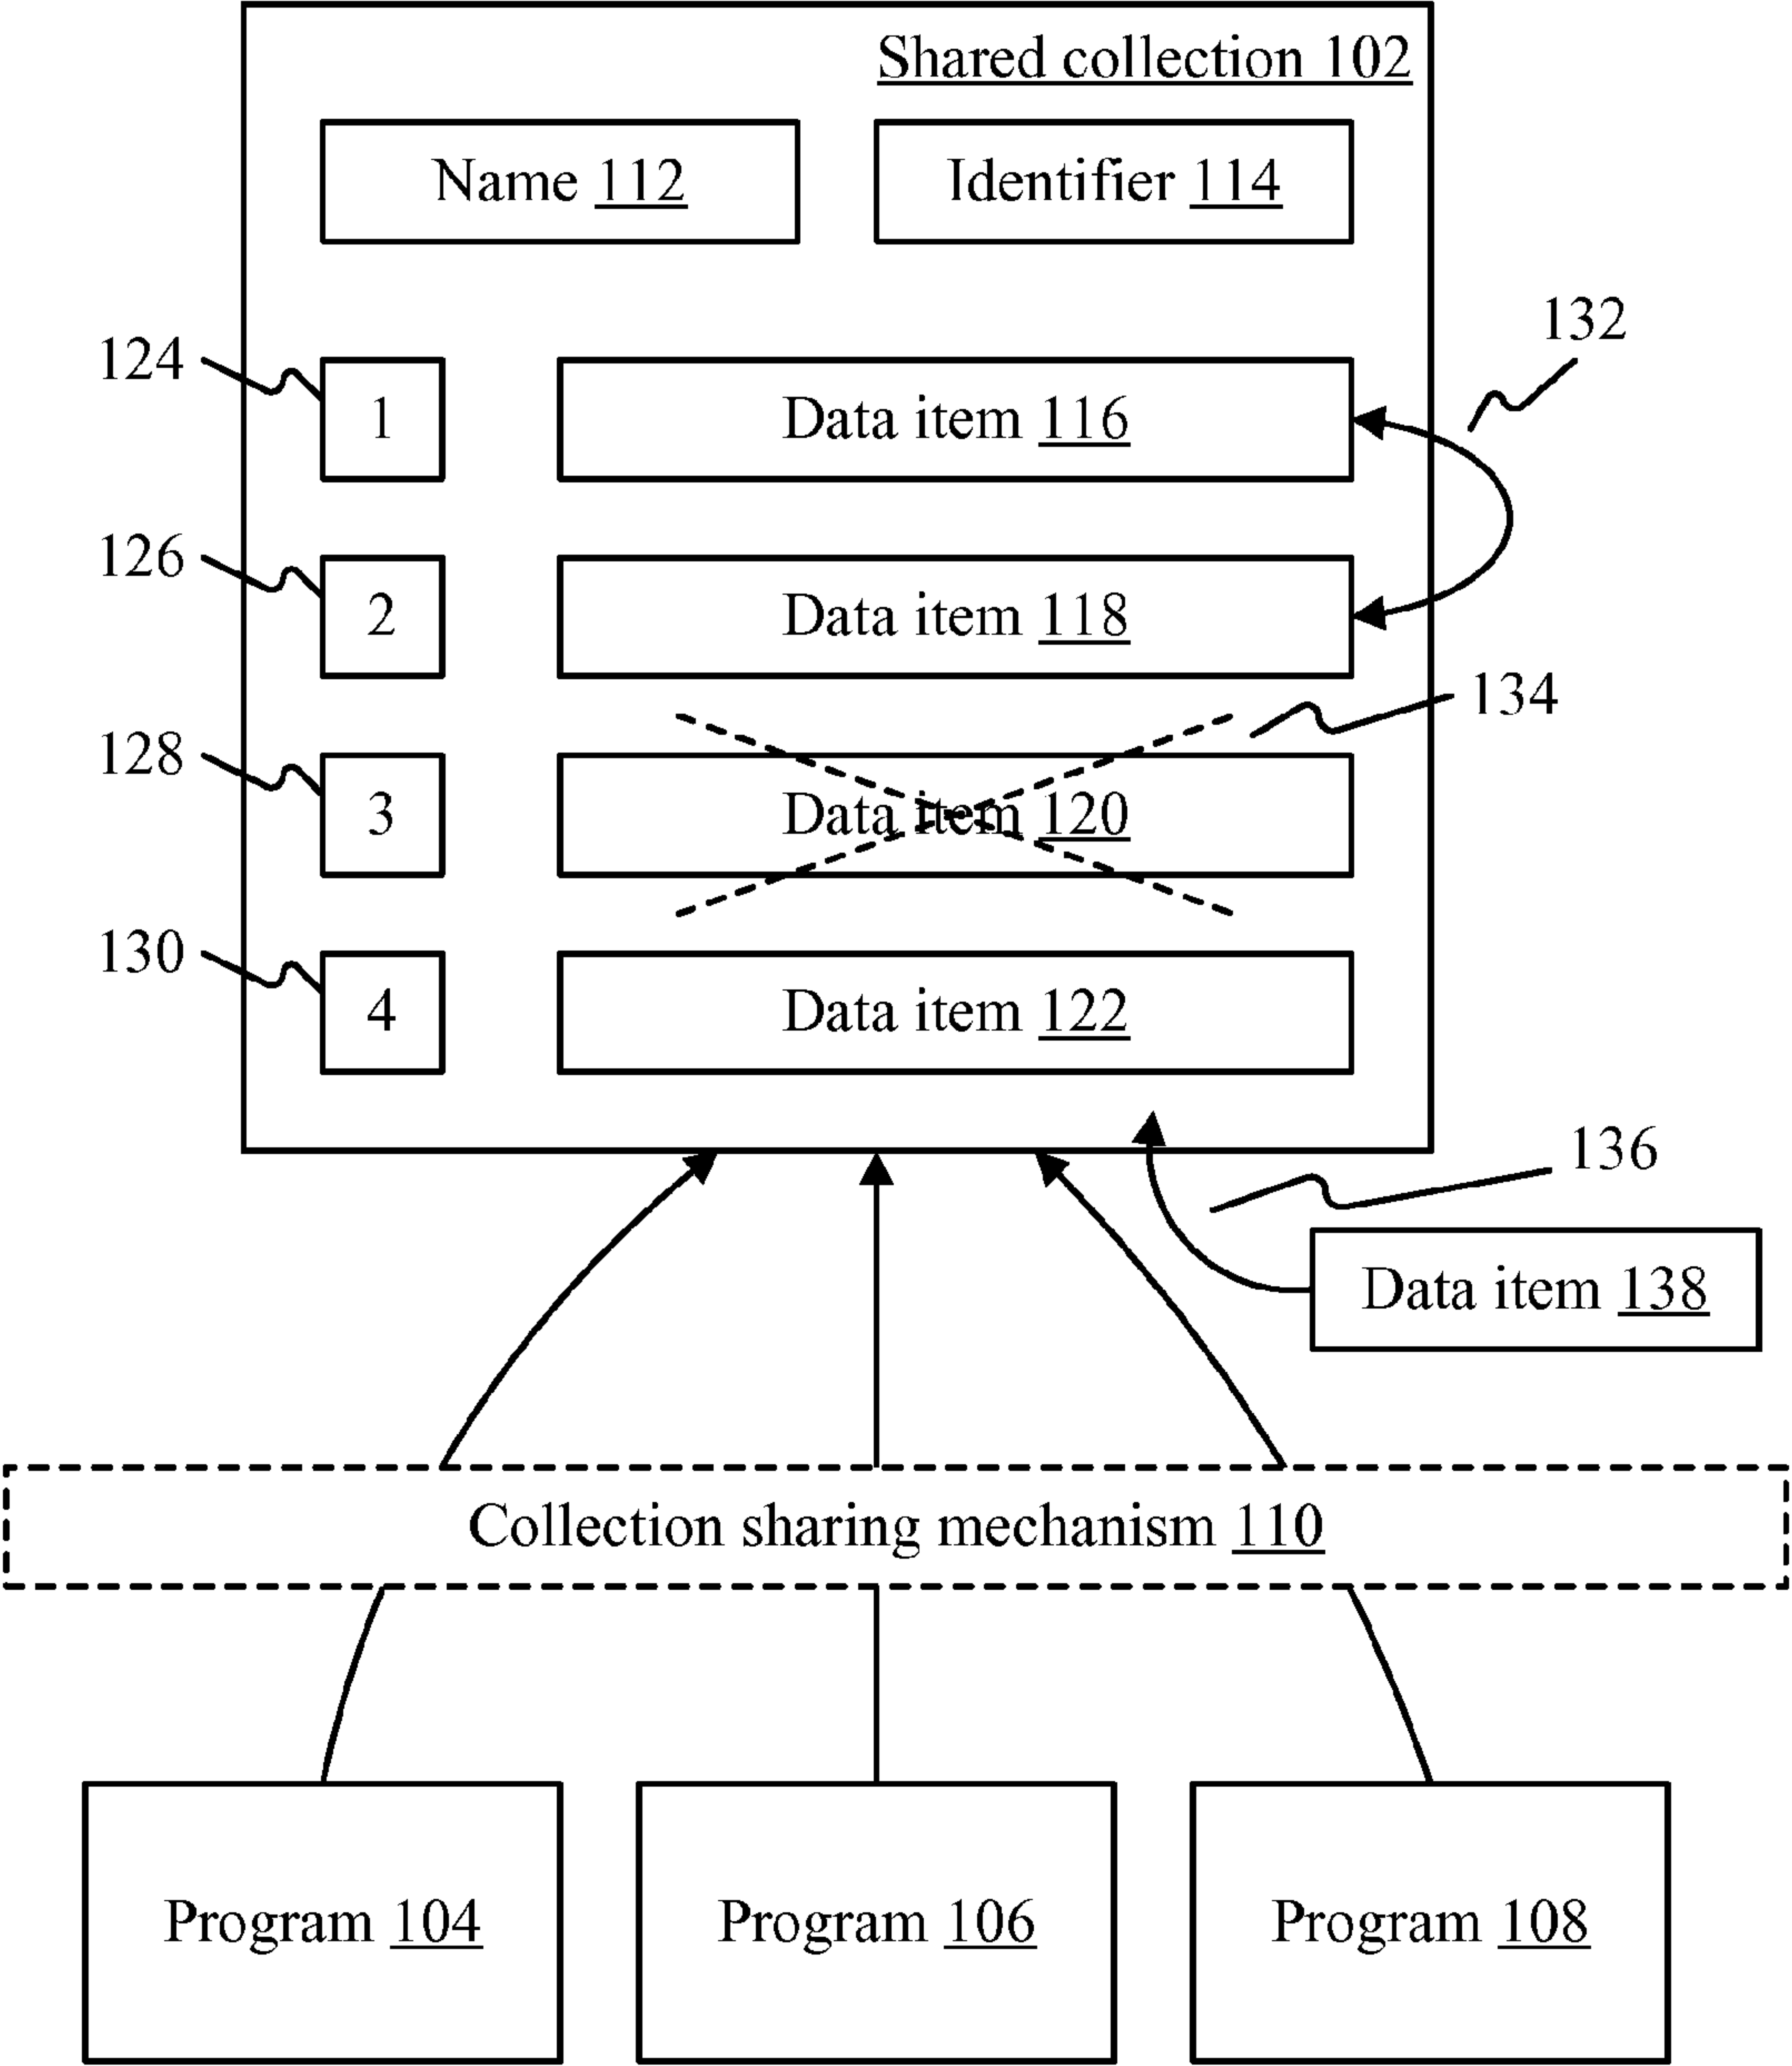 Shared collection 102
Name 112
Identifier 114
132
124
1
Data item 116
126
2
Data item 118
134
128
3
Data item 120
130
4
Data item 122
136
Data item 138
Collection sharing mechanism 110
Program 104
Program 106
Program 108